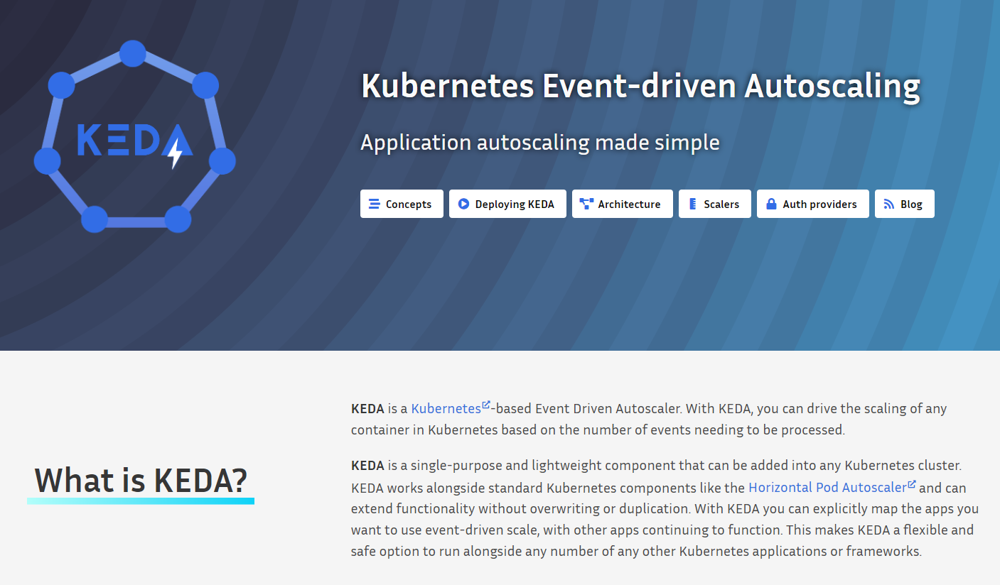 KEDA
Kubernetes Event-driven Autoscaling
Application autoscaling made simple
Concepts
Deploying KEDA
Architecture
Scalers
Auth providers
Blog
What is KEDA?
KEDA is a Kubernetes-based Event Driven Autoscaler. With KEDA, you can drive the scaling of any
container in Kubernetes based on the number of events needing to be processed.
KEDA is a single-purpose and lightweight component that can be added into any Kubernetes cluster.
KEDA works alongside standard Kubernetes components like the Horizontal Pod Autoscaler and can
extend functionality without overwriting or duplication. With KEDA you can explicitly map the apps you
want to use event-driven scale, with other apps continuing to function. This makes KEDA a flexible and
safe option to run alongside any number of any other Kubernetes applications or frameworks.